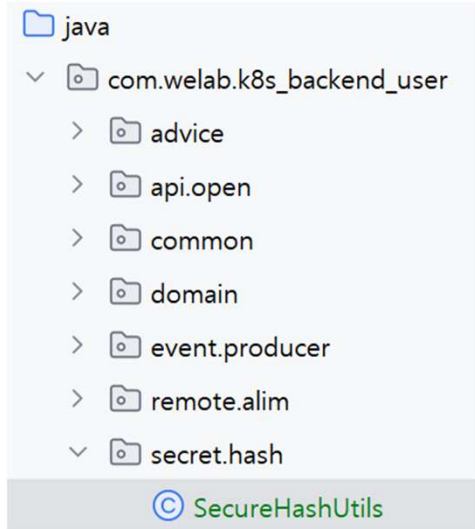 java
com.welab.k8s_backend_user
advice
api.open
common
domain
event.producer
remote.alim
secret.hash
SecureHashUtils